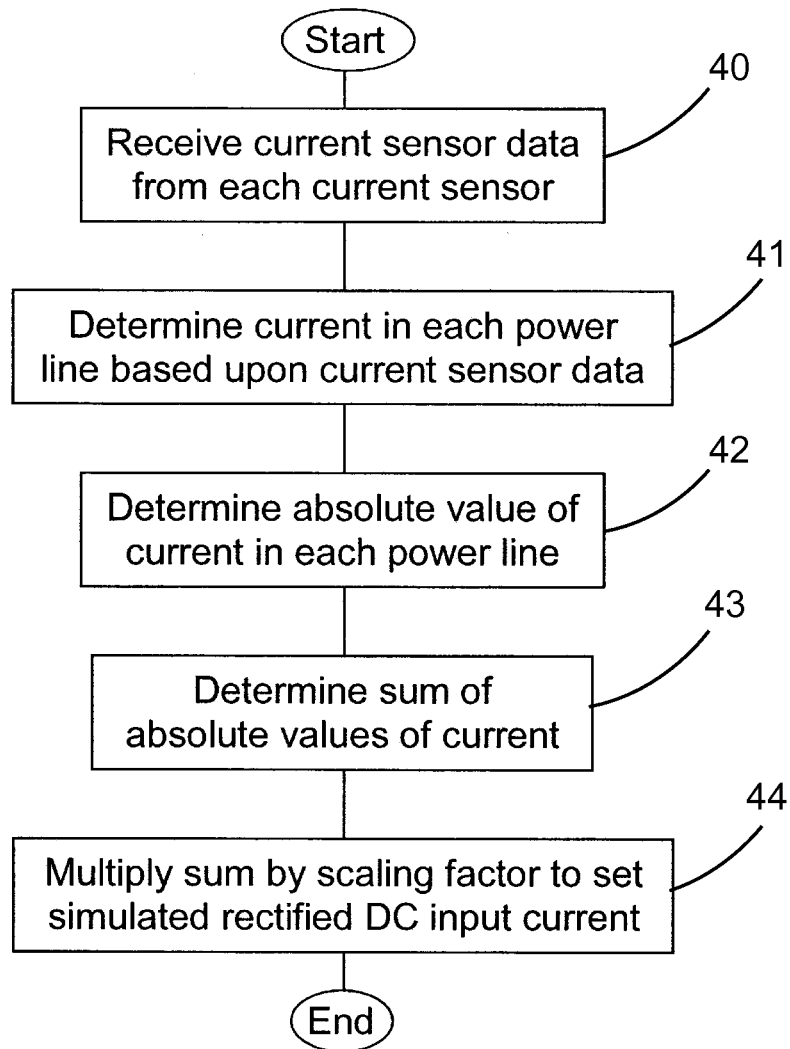 Start
40
Receive current sensor data
from each current sensor
41
Determine current in each power
line based upon current sensor data
42
Determine absolute value of
current in each power line
43
Determine sum of
absolute values of current
44
Multiply sum by scaling factor to set
simulated rectified DC input current
End